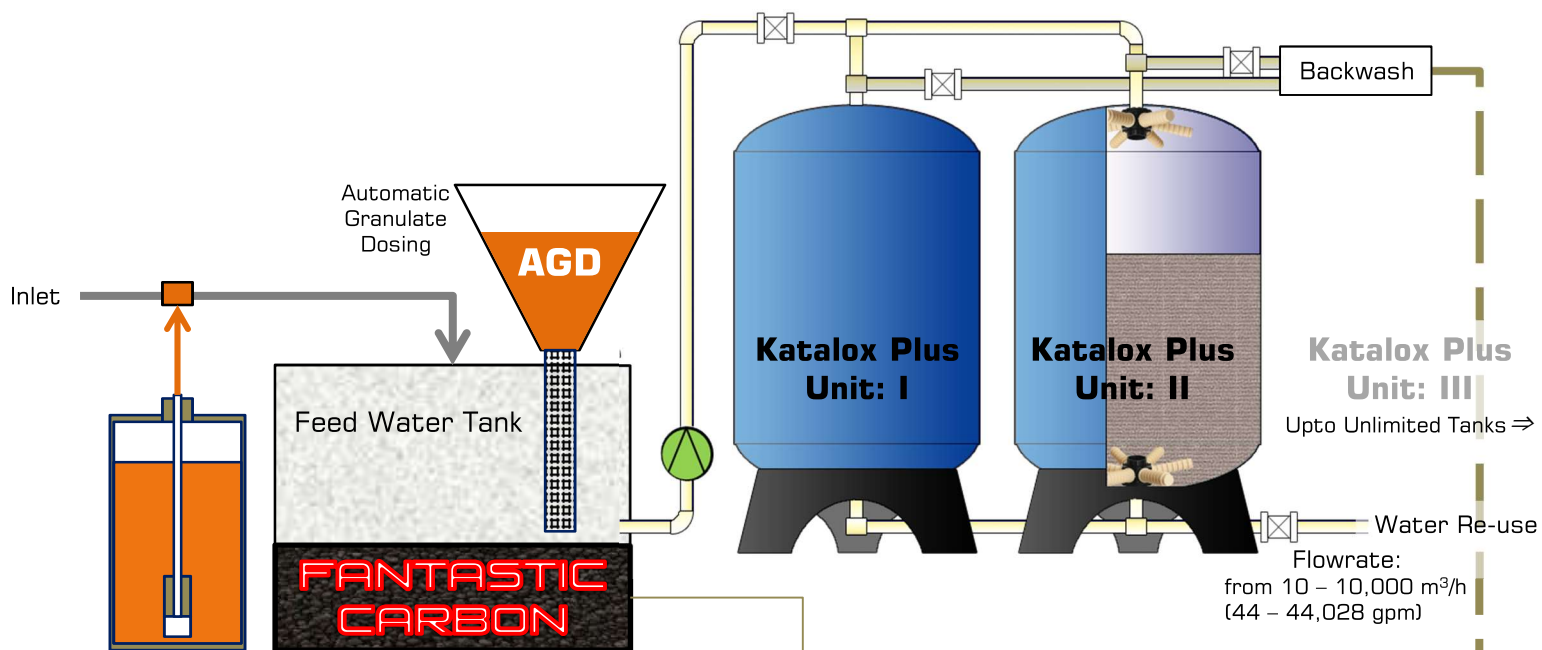 Backwash
Automatic
Granulate
Dosing
AGD
Inlet
Katalox Plus
Unit: I
Katalox Plus
Unit: II
Katalox Plus
Unit: III
Upto Unlimited Tanks ⇒
Feed Water Tank
Water Re-use
Flowrate:
from 10 – 10,000 m³/h
(44 – 44,028 gpm)
FANTASTIC
CARBON